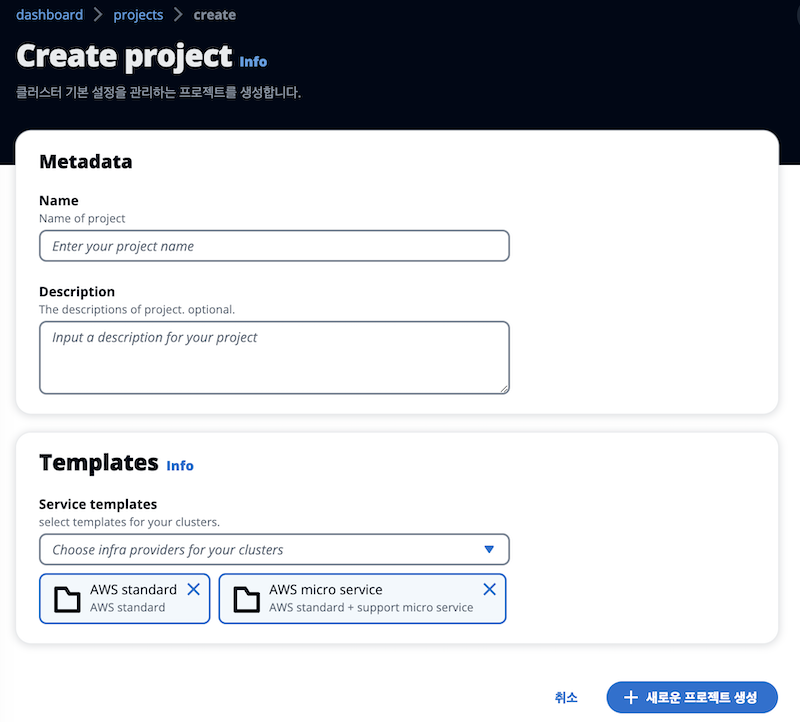 dashboard > projects > create
Create project Info
클러스터 기본 설정을 관리하는 프로젝트를 생성합니다.
Metadata
Name
Name of project
Enter your project name
Description
The descriptions of project. optional.
Input a description for your project
Templates Info
Service templates
select templates for your clusters.
Choose infra providers for your clusters
AWS standard
AWS standard
AWS micro service
AWS standard + support micro service
취소
+ 새로운 프로젝트 생성